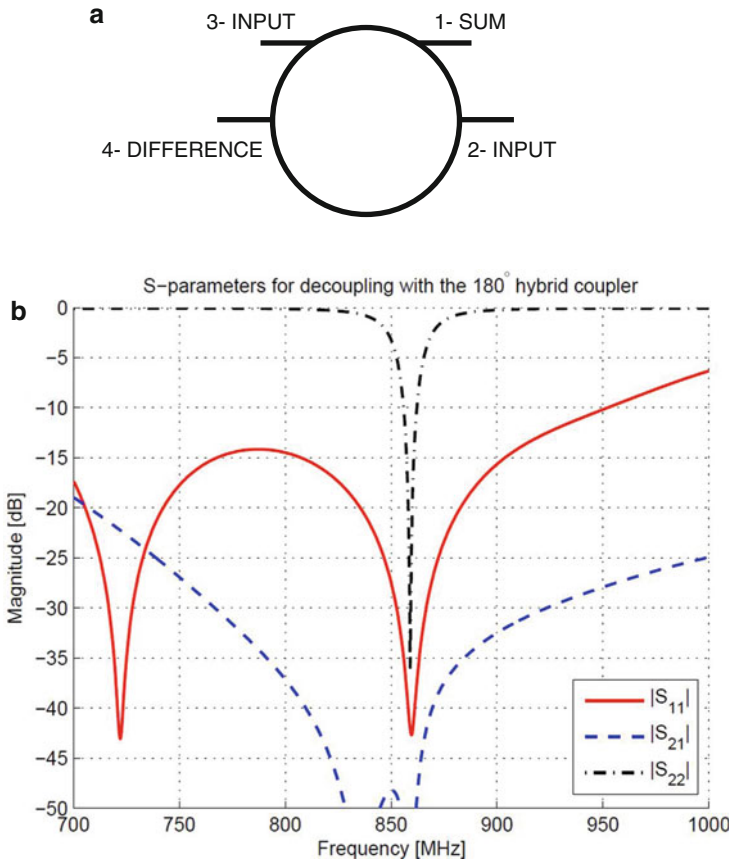 a
3- INPUT
1- SUM
4- DIFFERENCE
2- INPUT
b
S-parameters for decoupling with the 180° hybrid coupler
Magnitude [dB]
0
-5
-10
-15
-20
-25
-30
-35
-40
-45
-50
|S11|
|S21|
|S22|
700
750
800
850
900
950
1000
Frequency [MHz]